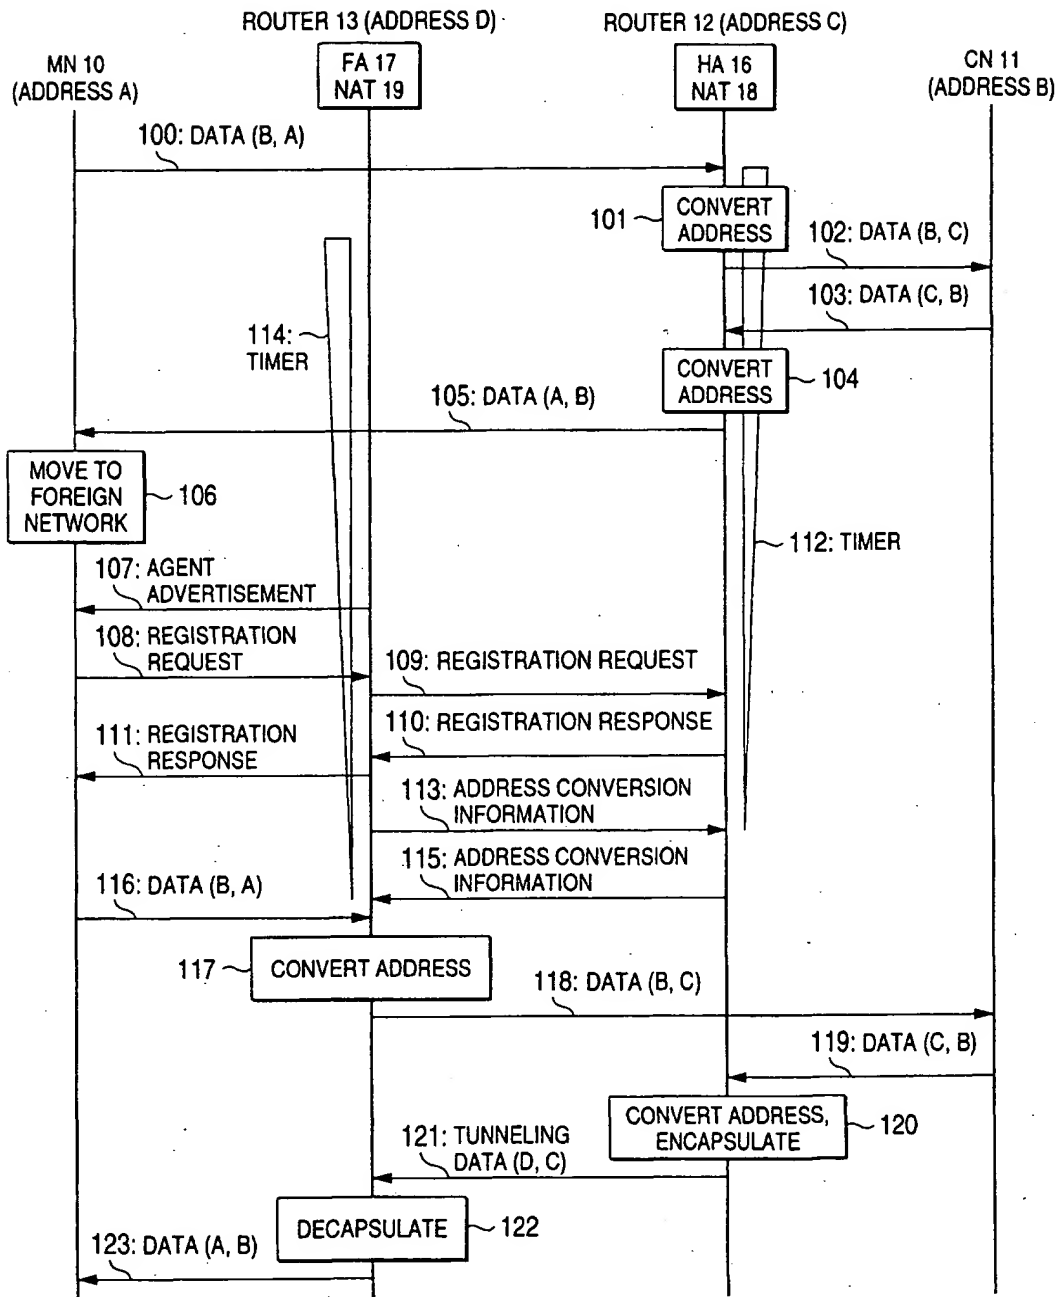 ROUTER 13 (ADDRESS D)
ROUTER 12 (ADDRESS C)
MN 10
(ADDRESS A)
FA 17
NAT 19
HA 16
NAT 18
CN 11
(ADDRESS B)
100: DATA (B, A)
101
CONVERT
ADDRESS
102: DATA (B, C)
103: DATA (C, B)
114:
TIMER
CONVERT
ADDRESS
104
105: DATA (A, B)
MOVE TO
FOREIGN
NETWORK
106
112: TIMER
107: AGENT
ADVERTISEMENT
108: REGISTRATION
REQUEST
109: REGISTRATION REQUEST
110: REGISTRATION RESPONSE
111: REGISTRATION
RESPONSE
113: ADDRESS CONVERSION
INFORMATION
115: ADDRESS CONVERSION
INFORMATION
116: DATA (B, A)
117
CONVERT ADDRESS
118: DATA (B, C)
119: DATA (C, B)
CONVERT ADDRESS,
ENCAPSULATE
120
121: TUNNELING
DATA (D, C)
DECAPSULATE
122
123: DATA (A, B)